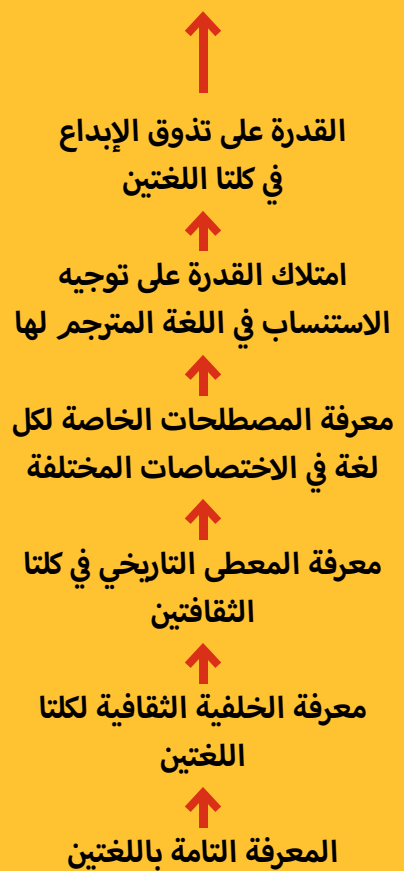 القدرة على تذوق الإبداع
في كلتا اللغتين
امتلاك القدرة على توجيه
الاستنساب في اللغة المترجم لها
معرفة المصطلحات الخاصة لكل
لغة في الاختصاصات المختلفة
معرفة المعطى التاريخي في كلتا
الثقافتين
معرفة الخلفية الثقافية لكلتا
اللغتين
المعرفة التامة باللغتين